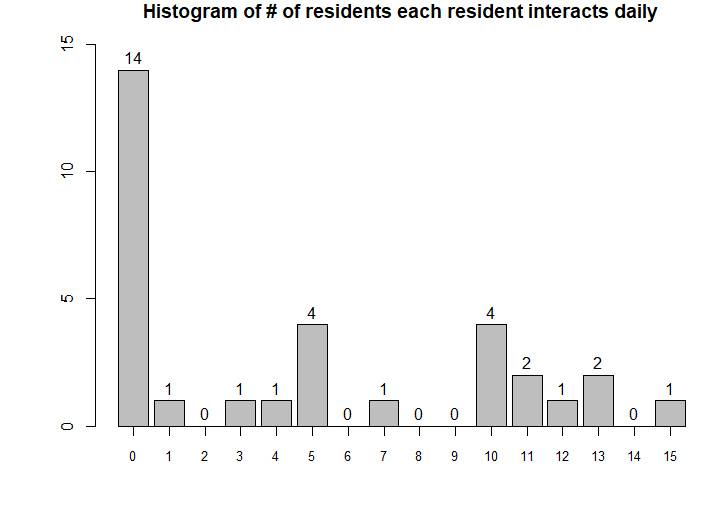 Histogram of # of residents each resident interacts daily
15
10
5
0
14 1 0 1 1 4 0 1 0 0 4 2 1 2 0 1
0 1 2 3 4 5 6 7 8 9 10 11 12 13 14 15